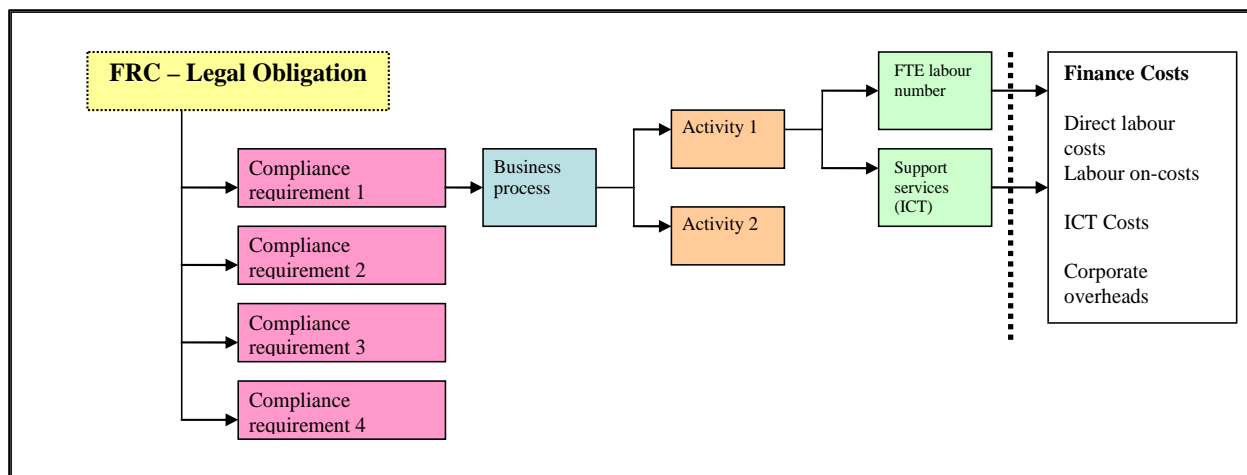 FRC – Legal Obligation
Compliance
requirement 1
Compliance
requirement 2
Compliance
requirement 3
Compliance
requirement 4
Business
process
Activity 1
Activity 2
FTE labour
number
Support
services
(ICT)
Finance Costs
Direct labour
costs
Labour on-costs
ICT Costs
Corporate
overheads